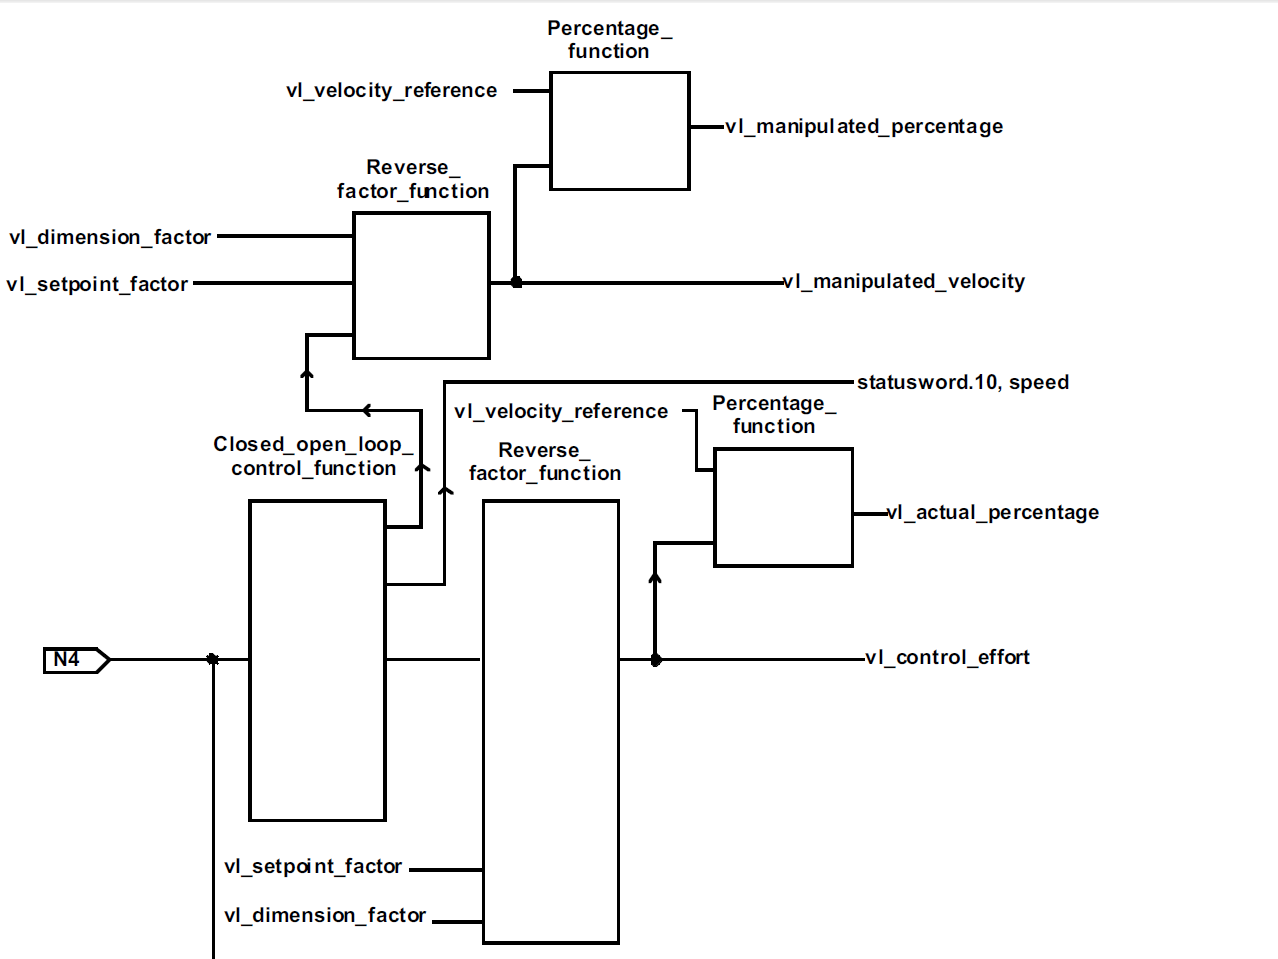 Percentage_
function
vl_velocity_reference
vl_manipulated_percentage
Reverse_
factor_function
vl_dimension_factor
vl_setpoint_factor
vl_manipulated_velocity
statusword.10, speed
vl_velocity_reference
Percentage_
function
Closed_open_loop_
control_function
Reverse_
factor_function
vl_actual_percentage
N4
vl_control_effort
vl_setpoint_factor
vl_dimension_factor